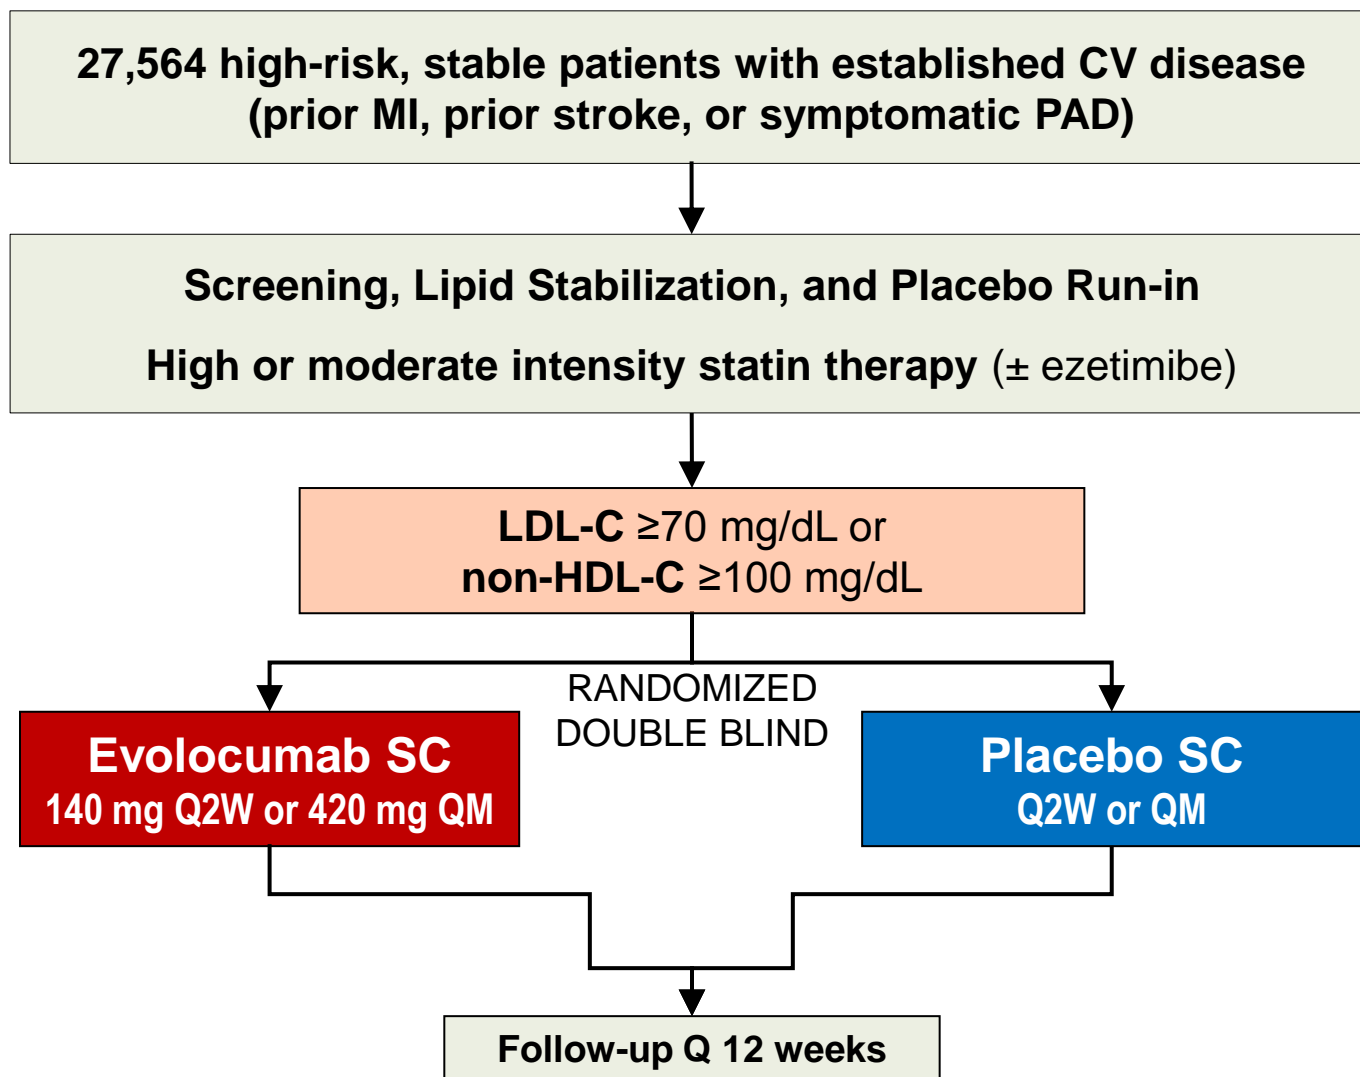 27,564 high-risk, stable patients with established CV disease
(prior MI, prior stroke, or symptomatic PAD)
Screening, Lipid Stabilization, and Placebo Run-in
High or moderate intensity statin therapy (± ezetimibe)
LDL-C ≥70 mg/dL or
non-HDL-C ≥100 mg/dL
RANDOMIZED
DOUBLE BLIND
Evolocumab SC
140 mg Q2W or 420 mg QM
Placebo SC
Q2W or QM
Follow-up Q 12 weeks